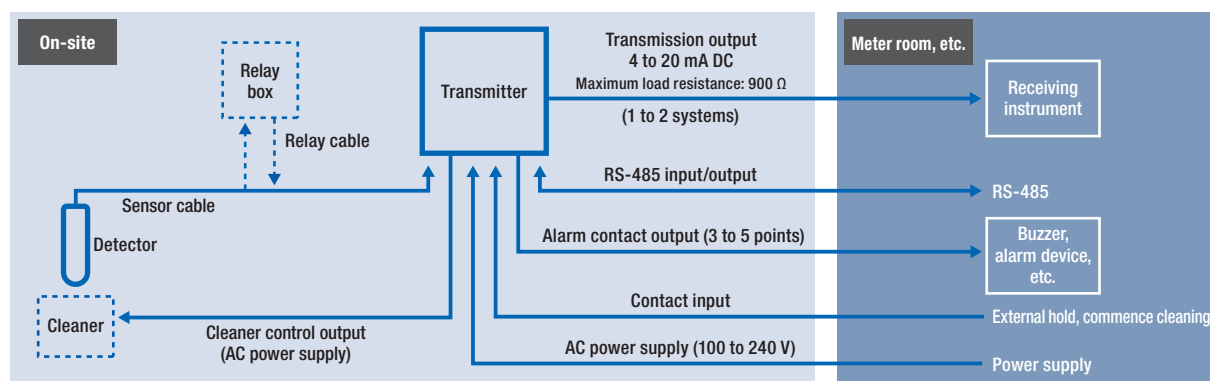 On-site
Relay
box
Relay cable
Sensor cable
Detector
Cleaner
Cleaner control output
(AC power supply)
Transmitter
Transmission output
4 to 20 mA DC
Maximum load resistance: 900 Ω
(1 to 2 systems)
RS-485 input/output
Alarm contact output (3 to 5 points)
Contact input
AC power supply (100 to 240 V)
Meter room, etc.
Receiving
instrument
RS-485
Buzzer,
alarm device,
etc.
External hold, commence cleaning
Power supply